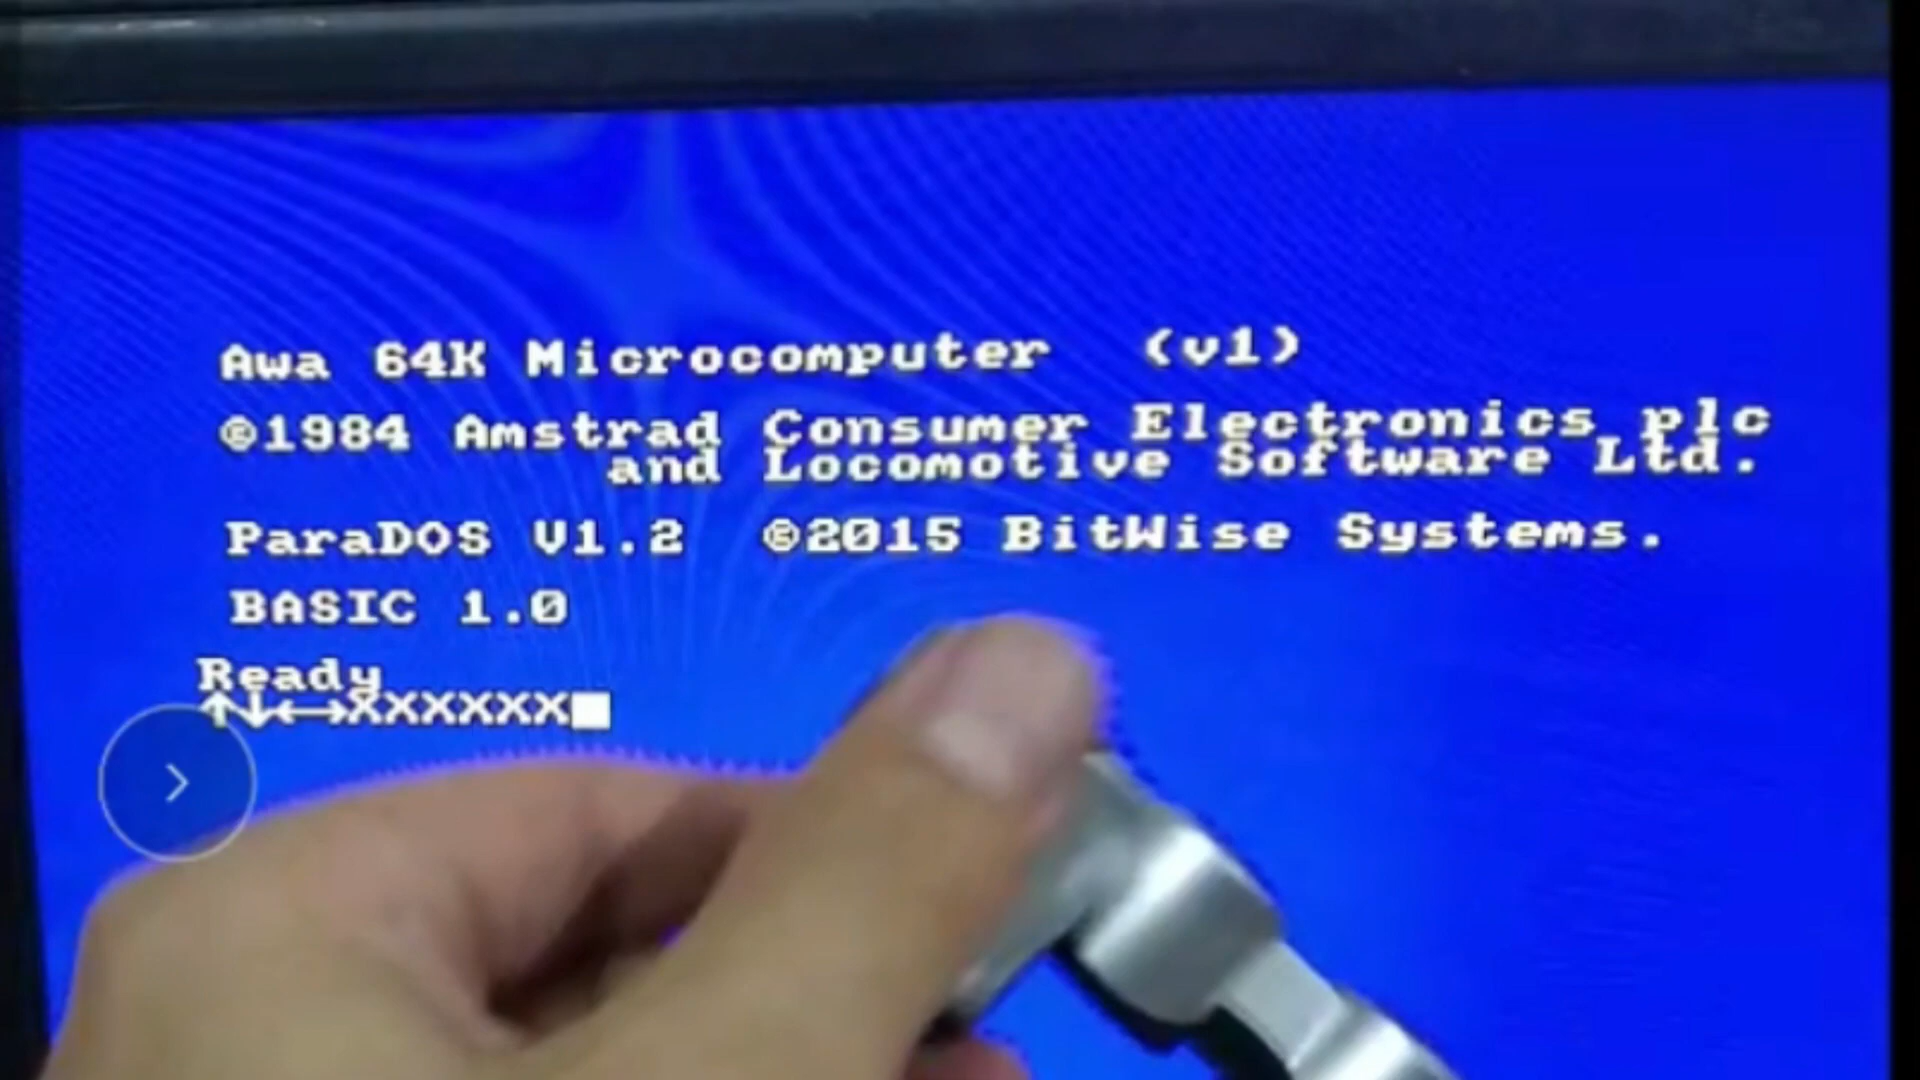 Awa 64K Microcomputer  (v1)
©1984 Amstrad Consumer Electronics plc
and Locomotive Software Ltd.
ParaDOS V1.2  ©2015 BitWise Systems.
BASIC 1.0
Ready
↑↓←→XXXXXX